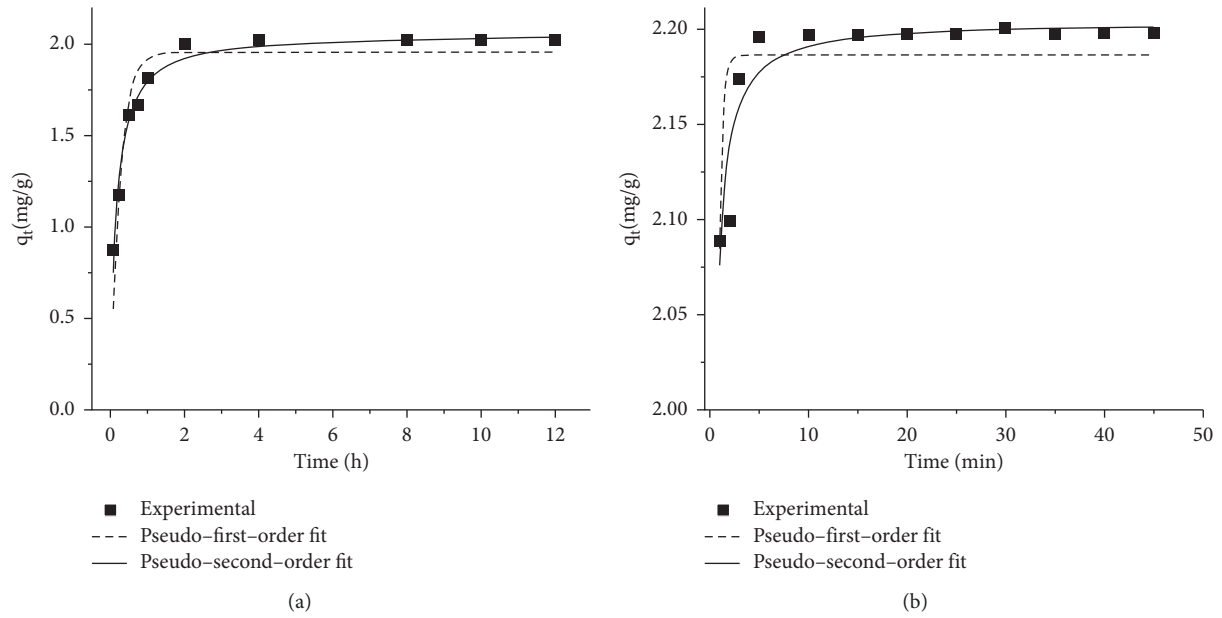 2.0
1.5
1.0
0.5
0.0
qt(mg/g)
0 2 4 6 8 10 12
Time (h)
Experimental
Pseudo–first–order fit
Pseudo–second–order fit
(a)
2.20
2.15
2.10
2.05
2.00
qt(mg/g)
0 10 20 30 40 50
Time (min)
Experimental
Pseudo–first–order fit
Pseudo–second–order fit
(b)